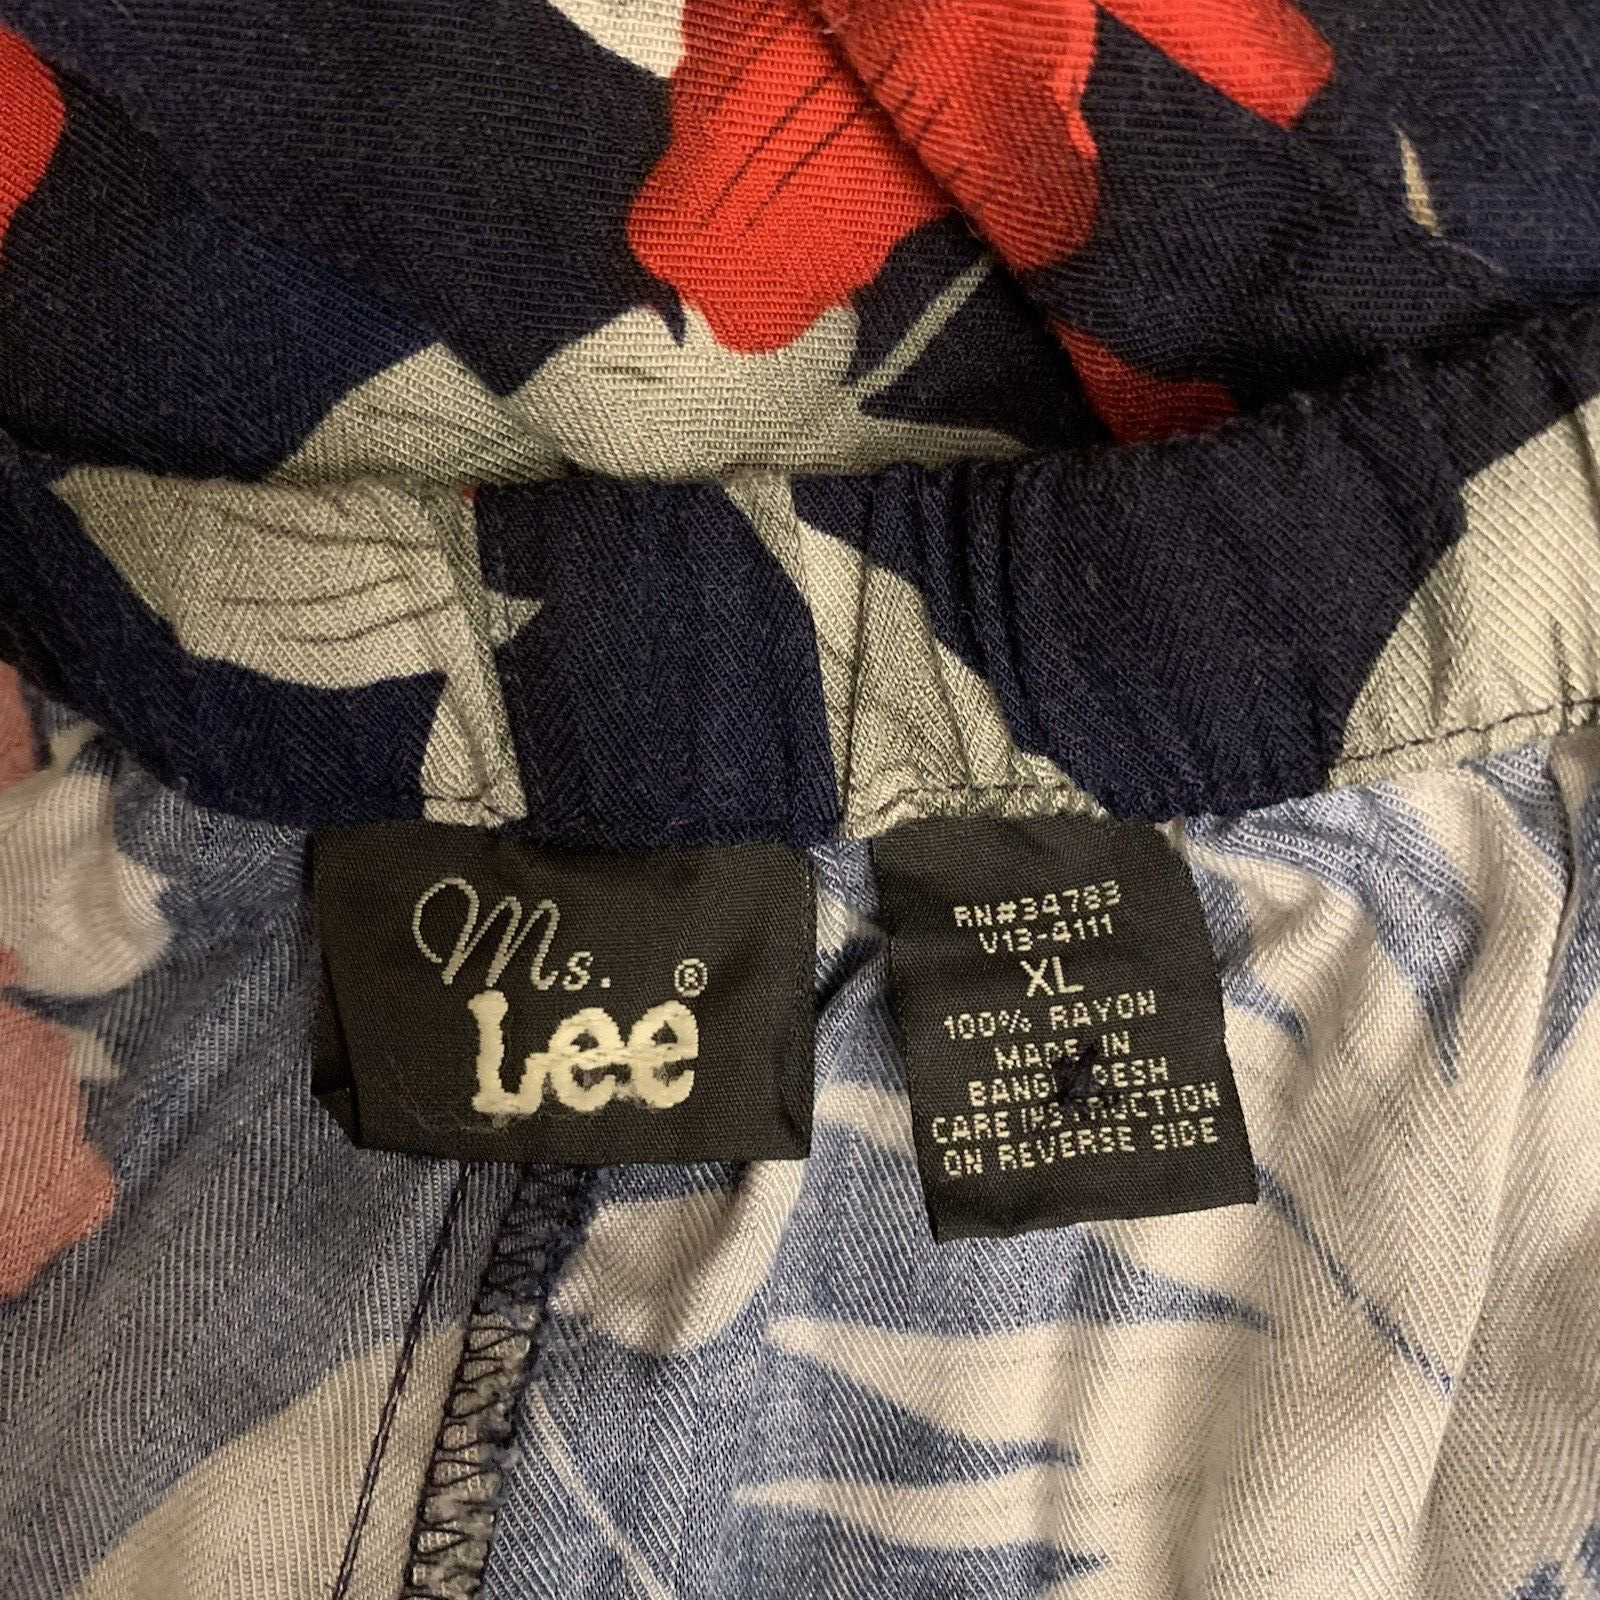 Ms.
Lee®
RN#34783
V13-4111
XL
100% RAYON
MADE IN
CARE INSTRUCTION
ON REVERSE SIDE